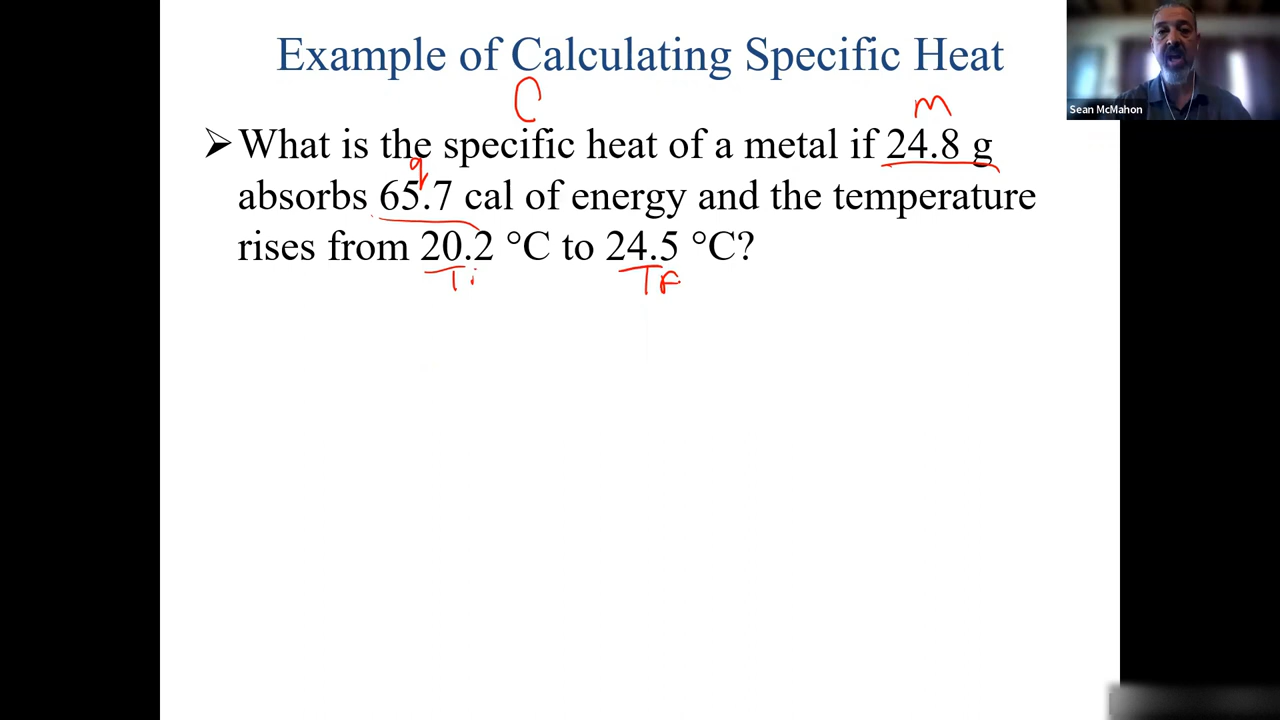 Example of Calculating Specific Heat
Sean McMahon
C
m
➢What is the specific heat of a metal if 24.8 g
q
absorbs 65.7 cal of energy and the temperature
rises from 20.2 °C to 24.5 °C?
Ti
TF